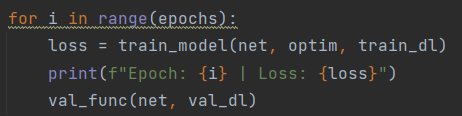 for i in range(epochs):
    loss = train_model(net, optim, train_dl)
    print(f"Epoch: {i} | Loss: {loss}")
    val_func(net, val_dl)